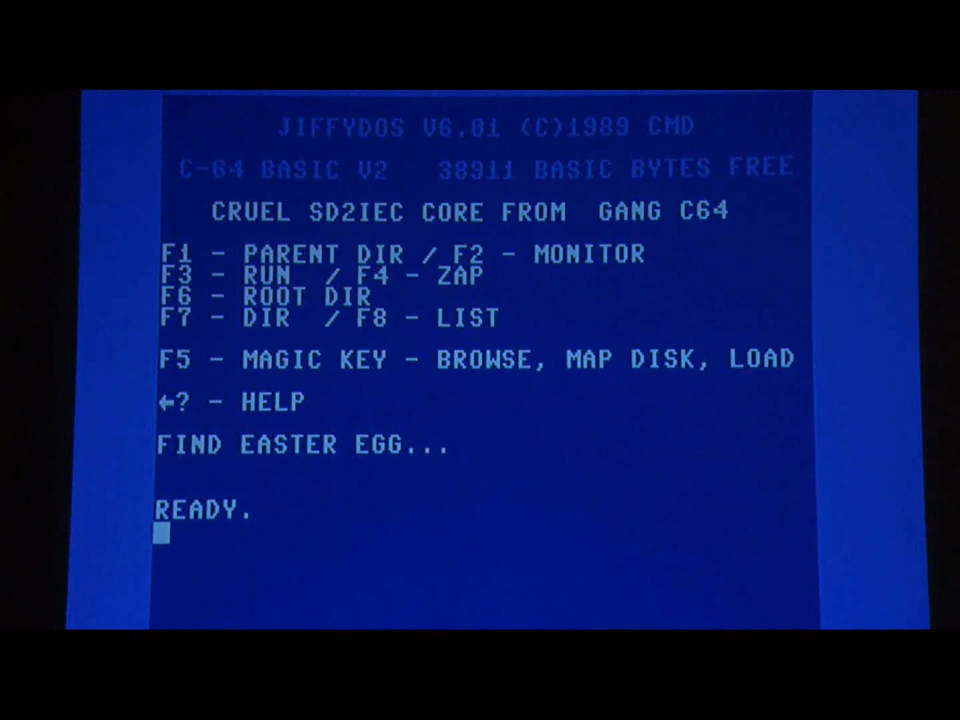 JIFFYDOS V6.01 (C)1989 CMD
C-64 BASIC V2 38911 BASIC BYTES FREE
CRUEL SD2IEC CORE FROM GANG C64
F1 - PARENT DIR / F2 - MONITOR
F3 - RUN / F4 - ZAP
F6 - ROOT DIR
F7 - DIR / F8 - LIST
F5 - MAGIC KEY - BROWSE, MAP DISK, LOAD
←? - HELP
FIND EASTER EGG...
READY.